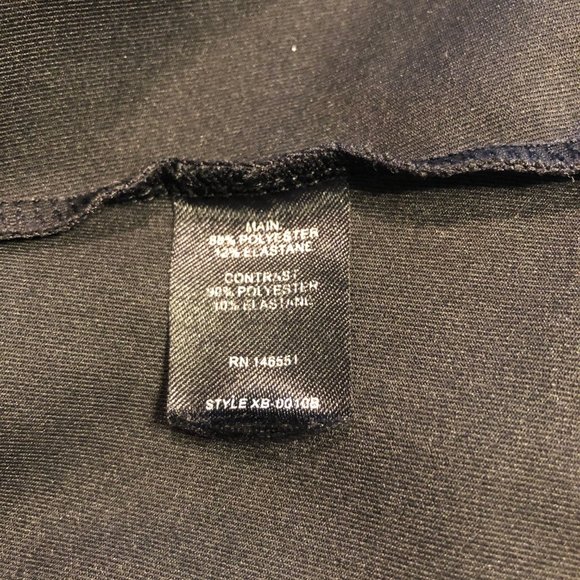 MAIN
88% POLYESTER
12% ELASTANE
CONTRAST
90% POLYESTER
10% ELASTANE
RN 146551
STYLE XB-0010B